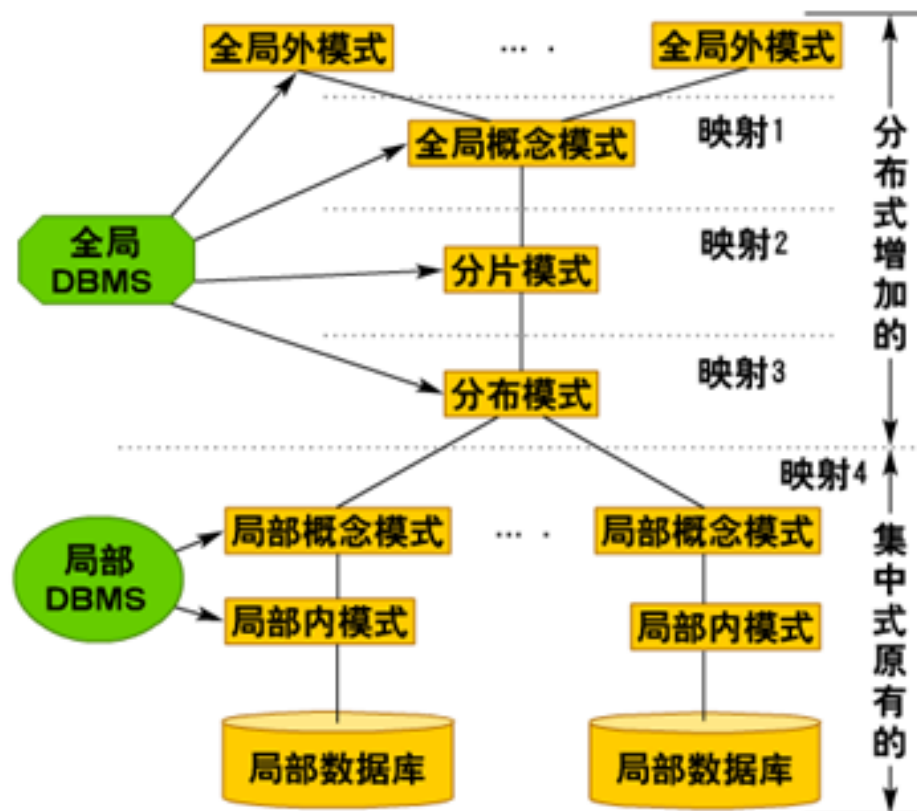 全局外模式
… .
全局外模式
映射1
全局概念模式
全局
DBMS
映射2
分片模式
映射3
分布模式
分布式增加的
映射4
局部概念模式
… .
局部概念模式
局部
DBMS
局部内模式
局部内模式
局部数据库
局部数据库
集中式原有的